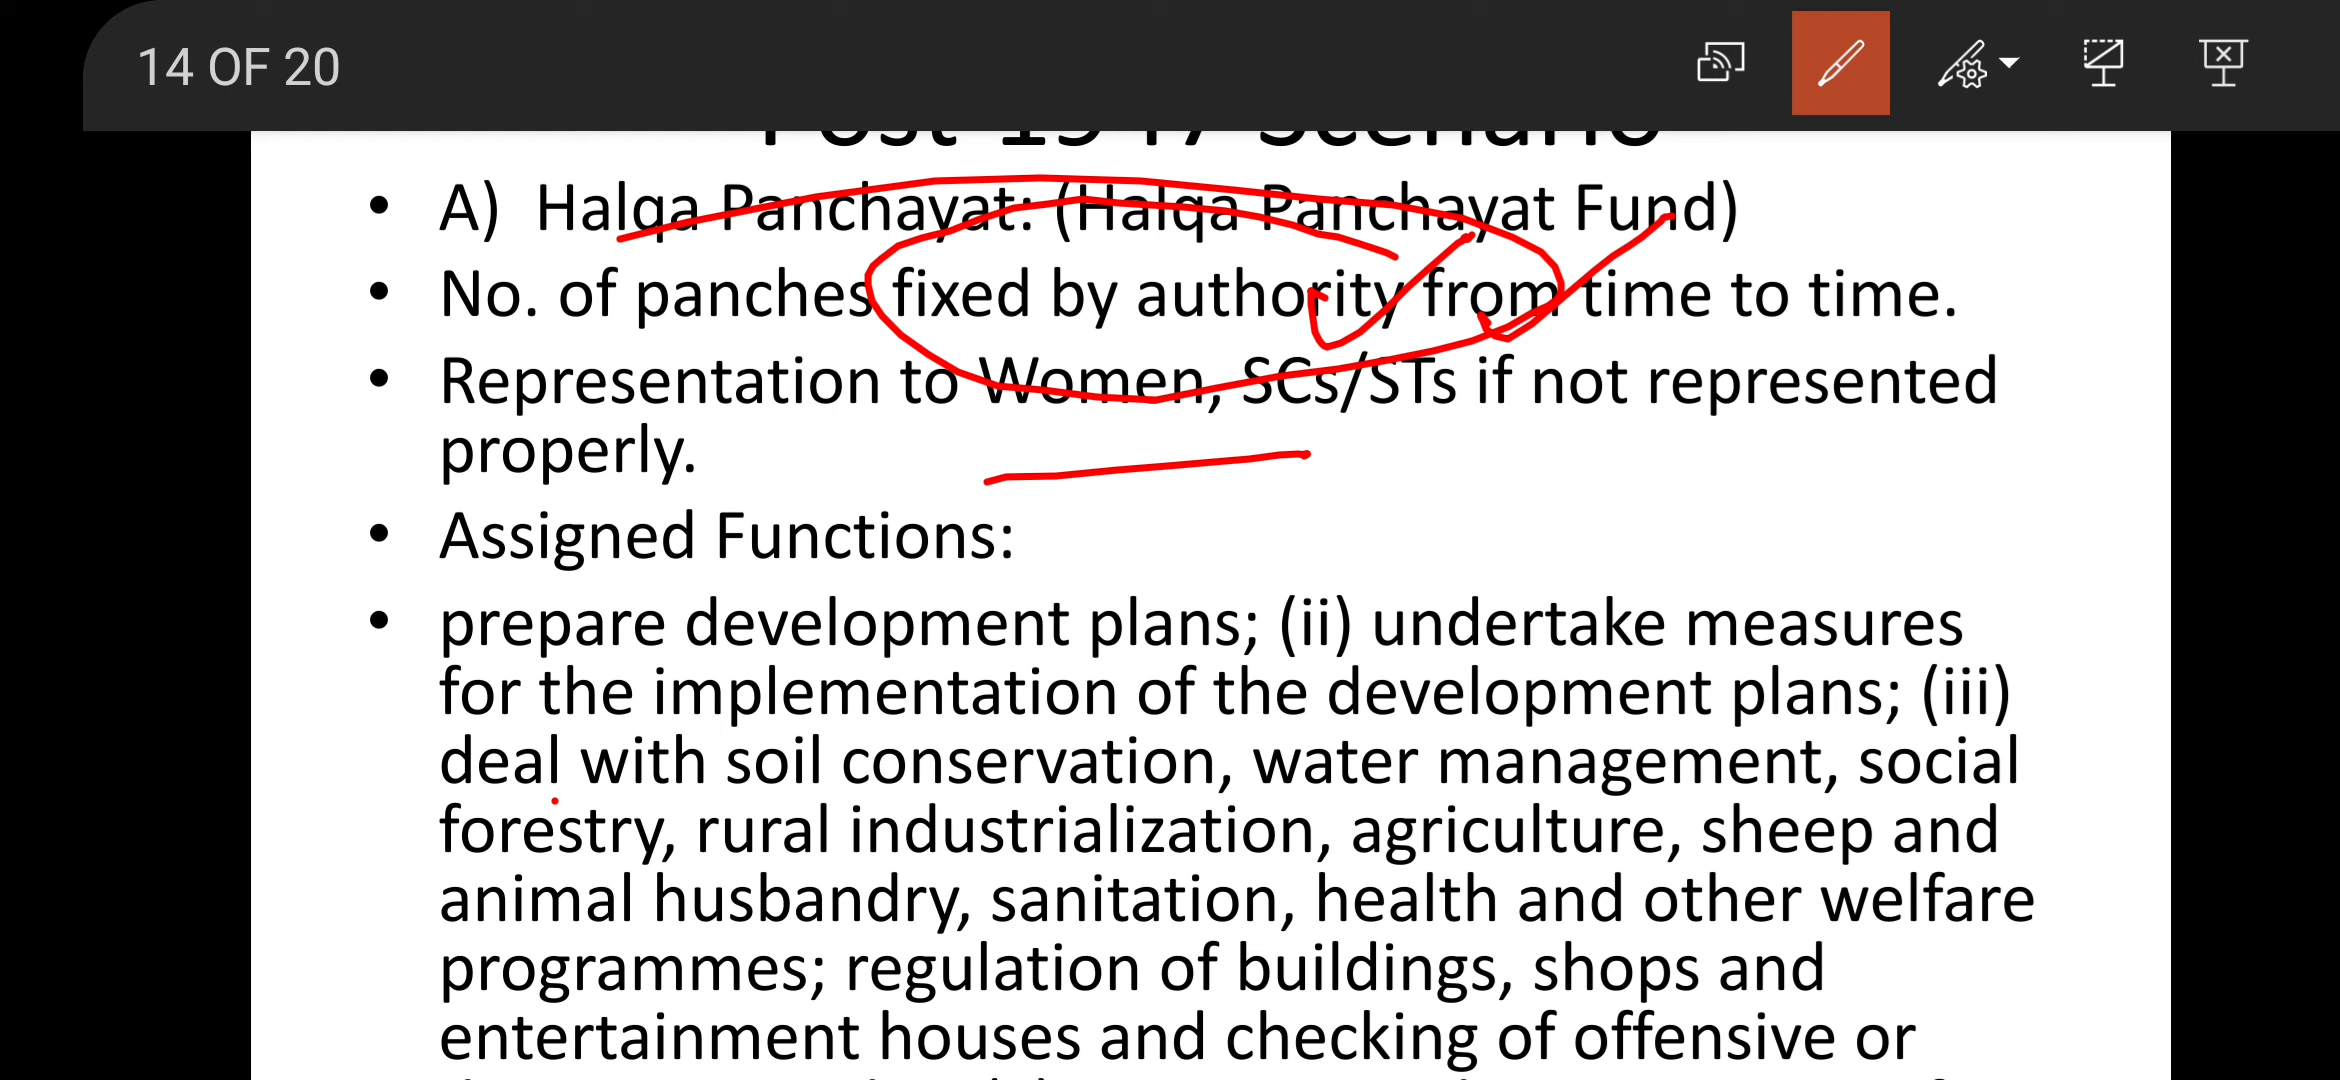 14 OF 20
Post 1947 Scenario
• A) Halqa Panchayat: (Halqa Panchayat Fund)
• No. of panches fixed by authority from time to time.
• Representation to Women, SCs/STs if not represented
properly.
• Assigned Functions:
• prepare development plans; (ii) undertake measures
for the implementation of the development plans; (iii)
deal with soil conservation, water management, social
forestry, rural industrialization, agriculture, sheep and
animal husbandry, sanitation, health and other welfare
programmes; regulation of buildings, shops and
entertainment houses and checking of offensive or